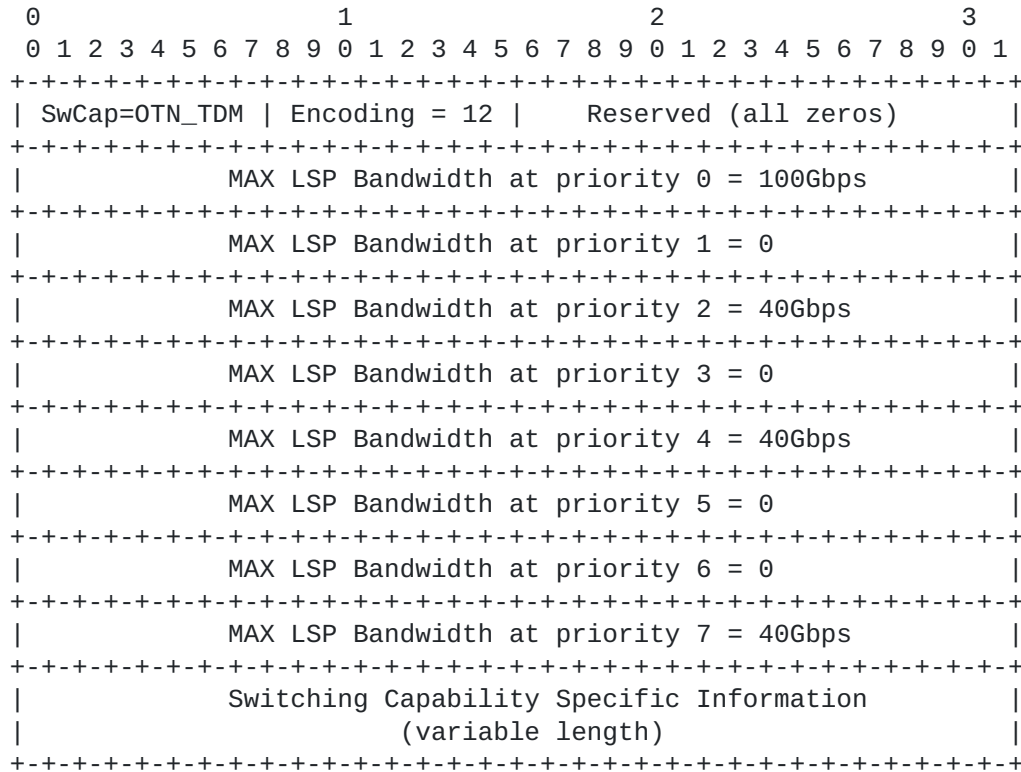 0                   1                   2                   3
 0 1 2 3 4 5 6 7 8 9 0 1 2 3 4 5 6 7 8 9 0 1 2 3 4 5 6 7 8 9 0 1
+-+-+-+-+-+-+-+-+-+-+-+-+-+-+-+-+-+-+-+-+-+-+-+-+-+-+-+-+-+-+-+-+
| SwCap=OTN_TDM | Encoding = 12 |    Reserved (all zeros)       |
+-+-+-+-+-+-+-+-+-+-+-+-+-+-+-+-+-+-+-+-+-+-+-+-+-+-+-+-+-+-+-+-+
|             MAX LSP Bandwidth at priority 0 = 100Gbps         |
+-+-+-+-+-+-+-+-+-+-+-+-+-+-+-+-+-+-+-+-+-+-+-+-+-+-+-+-+-+-+-+-+
|             MAX LSP Bandwidth at priority 1 = 0               |
+-+-+-+-+-+-+-+-+-+-+-+-+-+-+-+-+-+-+-+-+-+-+-+-+-+-+-+-+-+-+-+-+
|             MAX LSP Bandwidth at priority 2 = 40Gbps          |
+-+-+-+-+-+-+-+-+-+-+-+-+-+-+-+-+-+-+-+-+-+-+-+-+-+-+-+-+-+-+-+-+
|             MAX LSP Bandwidth at priority 3 = 0               |
+-+-+-+-+-+-+-+-+-+-+-+-+-+-+-+-+-+-+-+-+-+-+-+-+-+-+-+-+-+-+-+-+
|             MAX LSP Bandwidth at priority 4 = 40Gbps          |
+-+-+-+-+-+-+-+-+-+-+-+-+-+-+-+-+-+-+-+-+-+-+-+-+-+-+-+-+-+-+-+-+
|             MAX LSP Bandwidth at priority 5 = 0               |
+-+-+-+-+-+-+-+-+-+-+-+-+-+-+-+-+-+-+-+-+-+-+-+-+-+-+-+-+-+-+-+-+
|             MAX LSP Bandwidth at priority 6 = 0               |
+-+-+-+-+-+-+-+-+-+-+-+-+-+-+-+-+-+-+-+-+-+-+-+-+-+-+-+-+-+-+-+-+
|             MAX LSP Bandwidth at priority 7 = 40Gbps          |
+-+-+-+-+-+-+-+-+-+-+-+-+-+-+-+-+-+-+-+-+-+-+-+-+-+-+-+-+-+-+-+-+
|             Switching Capability Specific Information         |
|                        (variable length)                      |
+-+-+-+-+-+-+-+-+-+-+-+-+-+-+-+-+-+-+-+-+-+-+-+-+-+-+-+-+-+-+-+-+